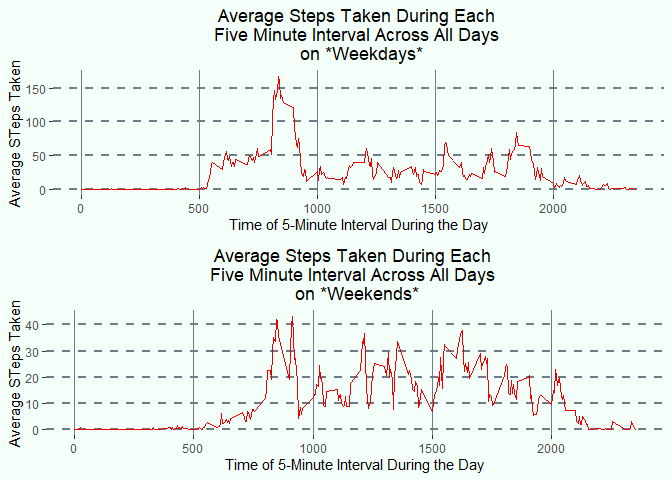 Average Steps Taken During Each
Five Minute Interval Across All Days
on *Weekdays*
Average STeps Taken
150
100
50
0
0 500 1000 1500 2000
Time of 5-Minute Interval During the Day
Average Steps Taken During Each
Five Minute Interval Across All Days
on *Weekends*
Average STeps Taken
40
30
20
10
0
0 500 1000 1500 2000
Time of 5-Minute Interval During the Day